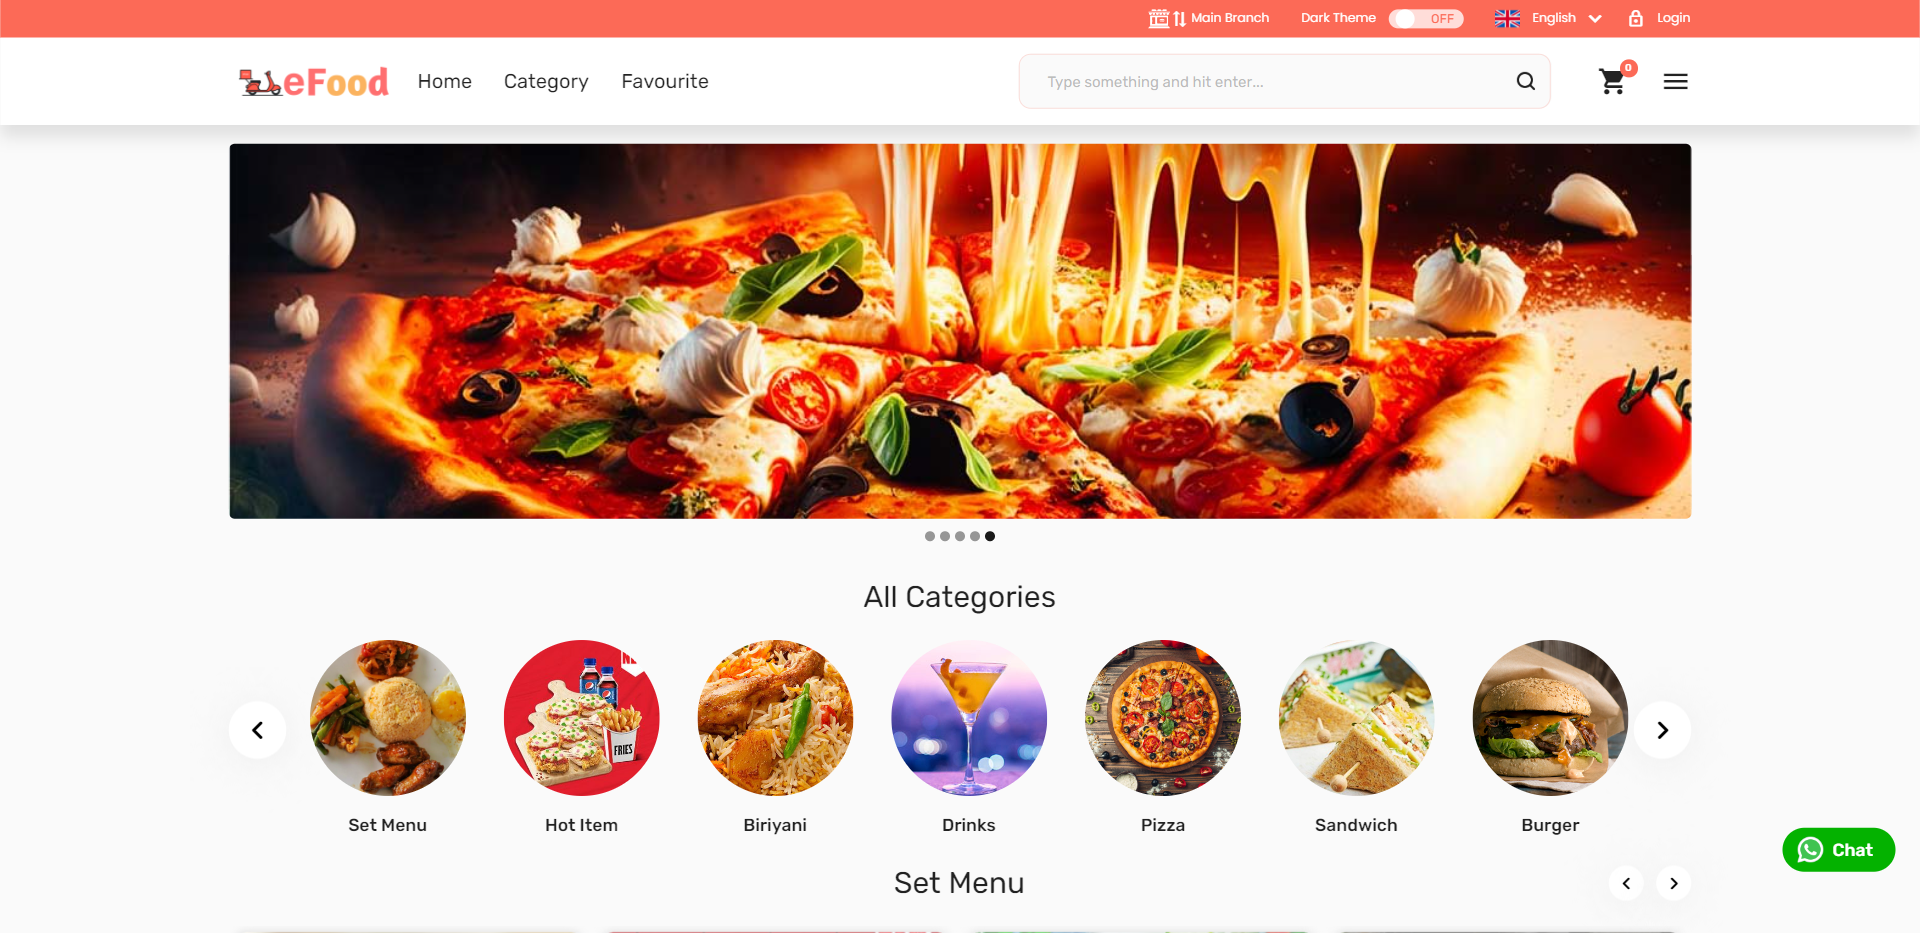 Main Branch Dark Theme OFF English Login
eFood Home Category Favourite Type something and hit enter... 0
All Categories
FRIES
Set Menu Hot Item Biriyani Drinks Pizza Sandwich Burger
Chat
Set Menu